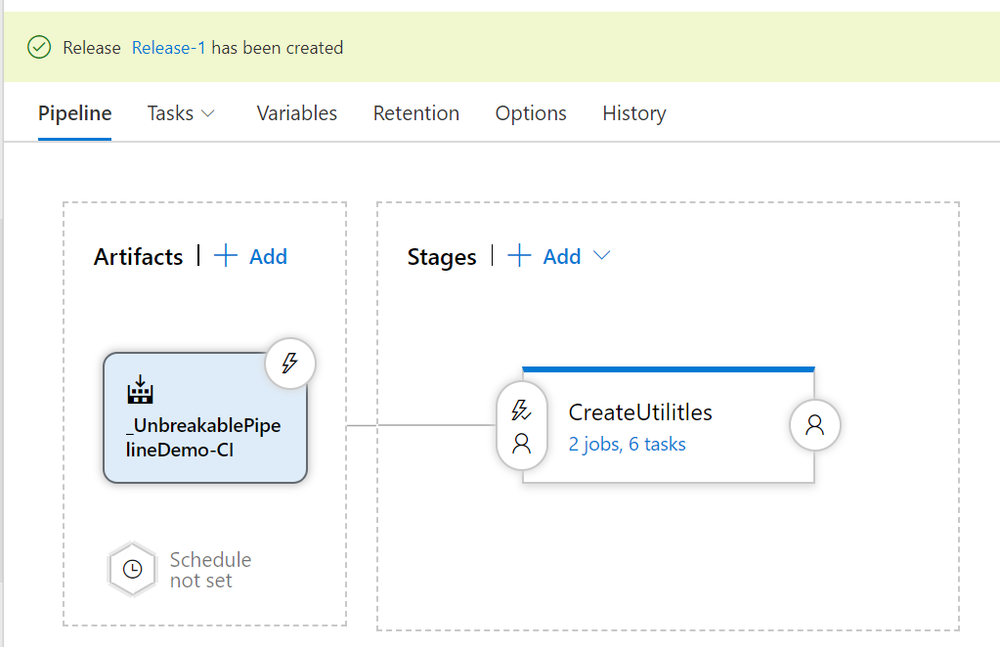 Release Release-1 has been created
Pipeline Tasks Variables Retention Options History
Artifacts | + Add
Stages | + Add
_UnbreakablePipe
lineDemo-CI
CreateUtilitles
2 jobs, 6 tasks
Schedule
not set